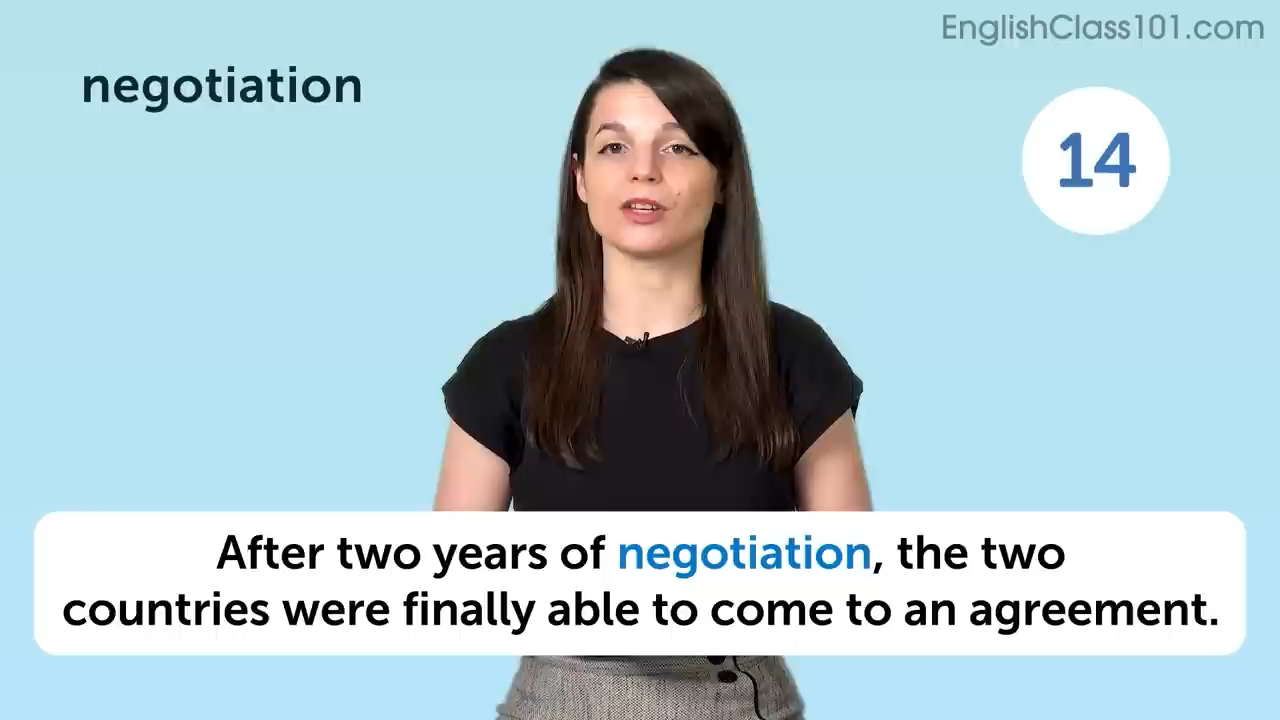 EnglishClass101.com
negotiation
14
After two years of negotiation, the two
countries were finally able to come to an agreement.